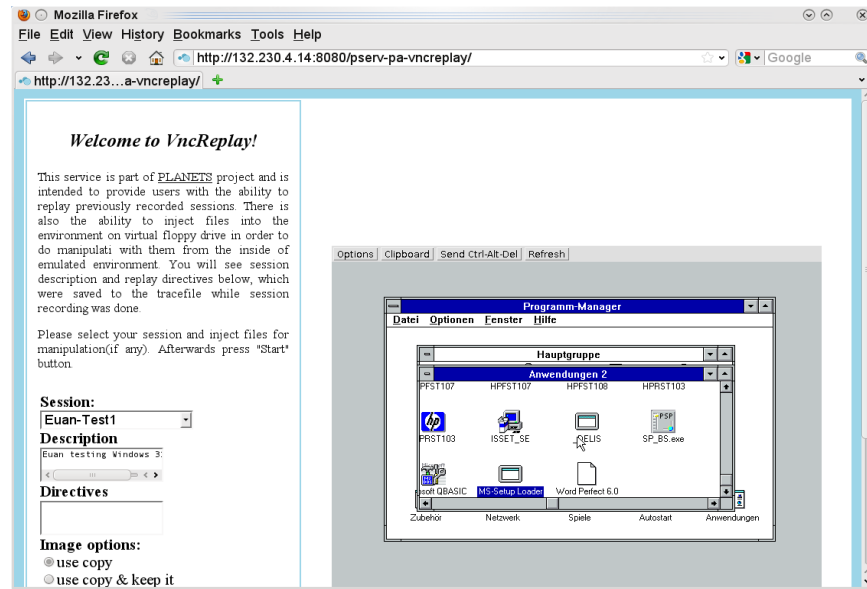 Mozilla Firefox
File Edit View History Bookmarks Tools Help
http://132.230.4.14:8080/pserv-pa-vncreplay/
Google
http://132.23...a-vncreplay/
Welcome to VncReplay!
This service is part of PLANETS project and is
intended to provide users with the ability to
replay previously recorded sessions. There is
also the ability to inject files into the
environment on virtual floppy drive in order to
do manipulati with them from the inside of
emulated environment. You will see session
description and replay directives below, which
were saved to the tracefile while session
recording was done.
Please select your session and inject files for
manipulation(if any). Afterwards press "Start"
button.
Session:
Euan-Test1
Description
Euan testing Windows 3
Directives
Image options:
use copy
use copy & keep it
Options Clipboard Send Ctrl-Alt-Del Refresh
Programm-Manager
Datei Optionen Fenster Hilfe
Hauptgruppe
Anwendungen 2
PFST107 HPFST107 HPFST108 HPRST103
PRST103 ISSET_SE QELIS SP_BS.exe
osoft QBASIC MS-Setup Loader Word Perfect 6.0
Zubehör Netzwerk Spiele Autostart Anwendungen